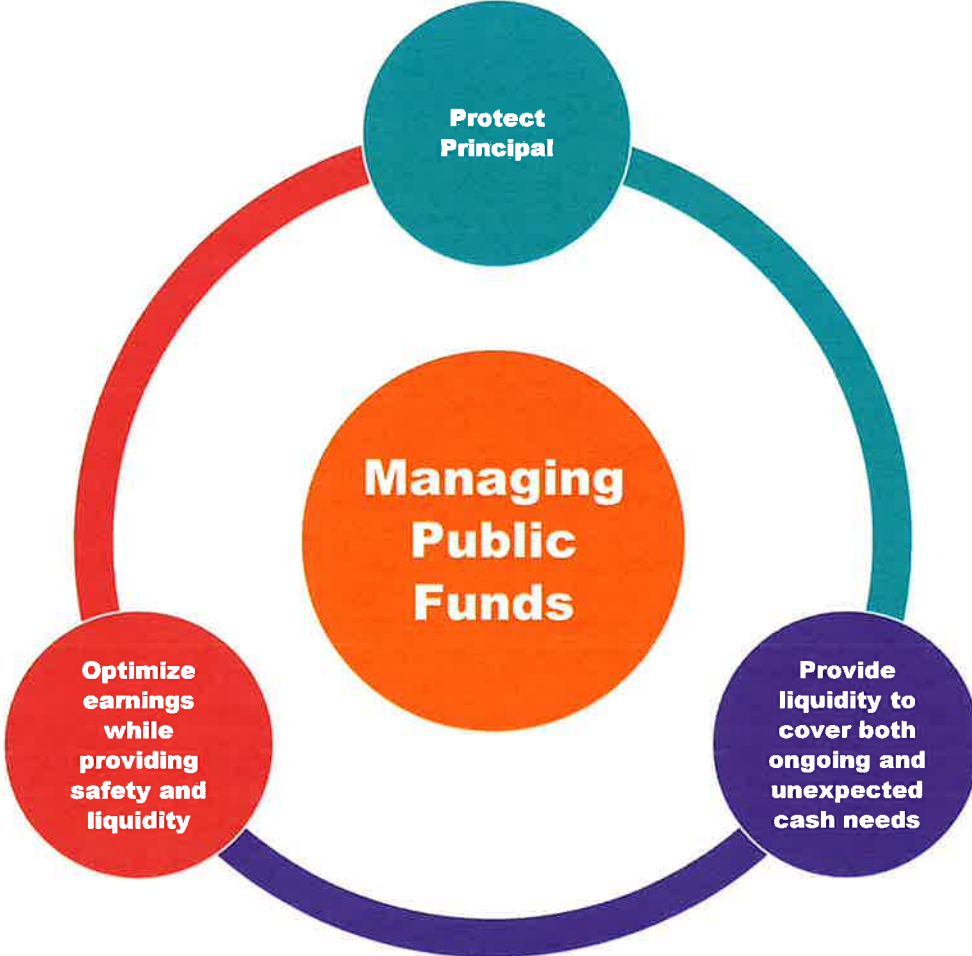 Protect
Principal
Managing
Public
Funds
Optimize
earnings
while
providing
safety and
liquidity
Provide
liquidity to
cover both
ongoing and
unexpected
cash needs